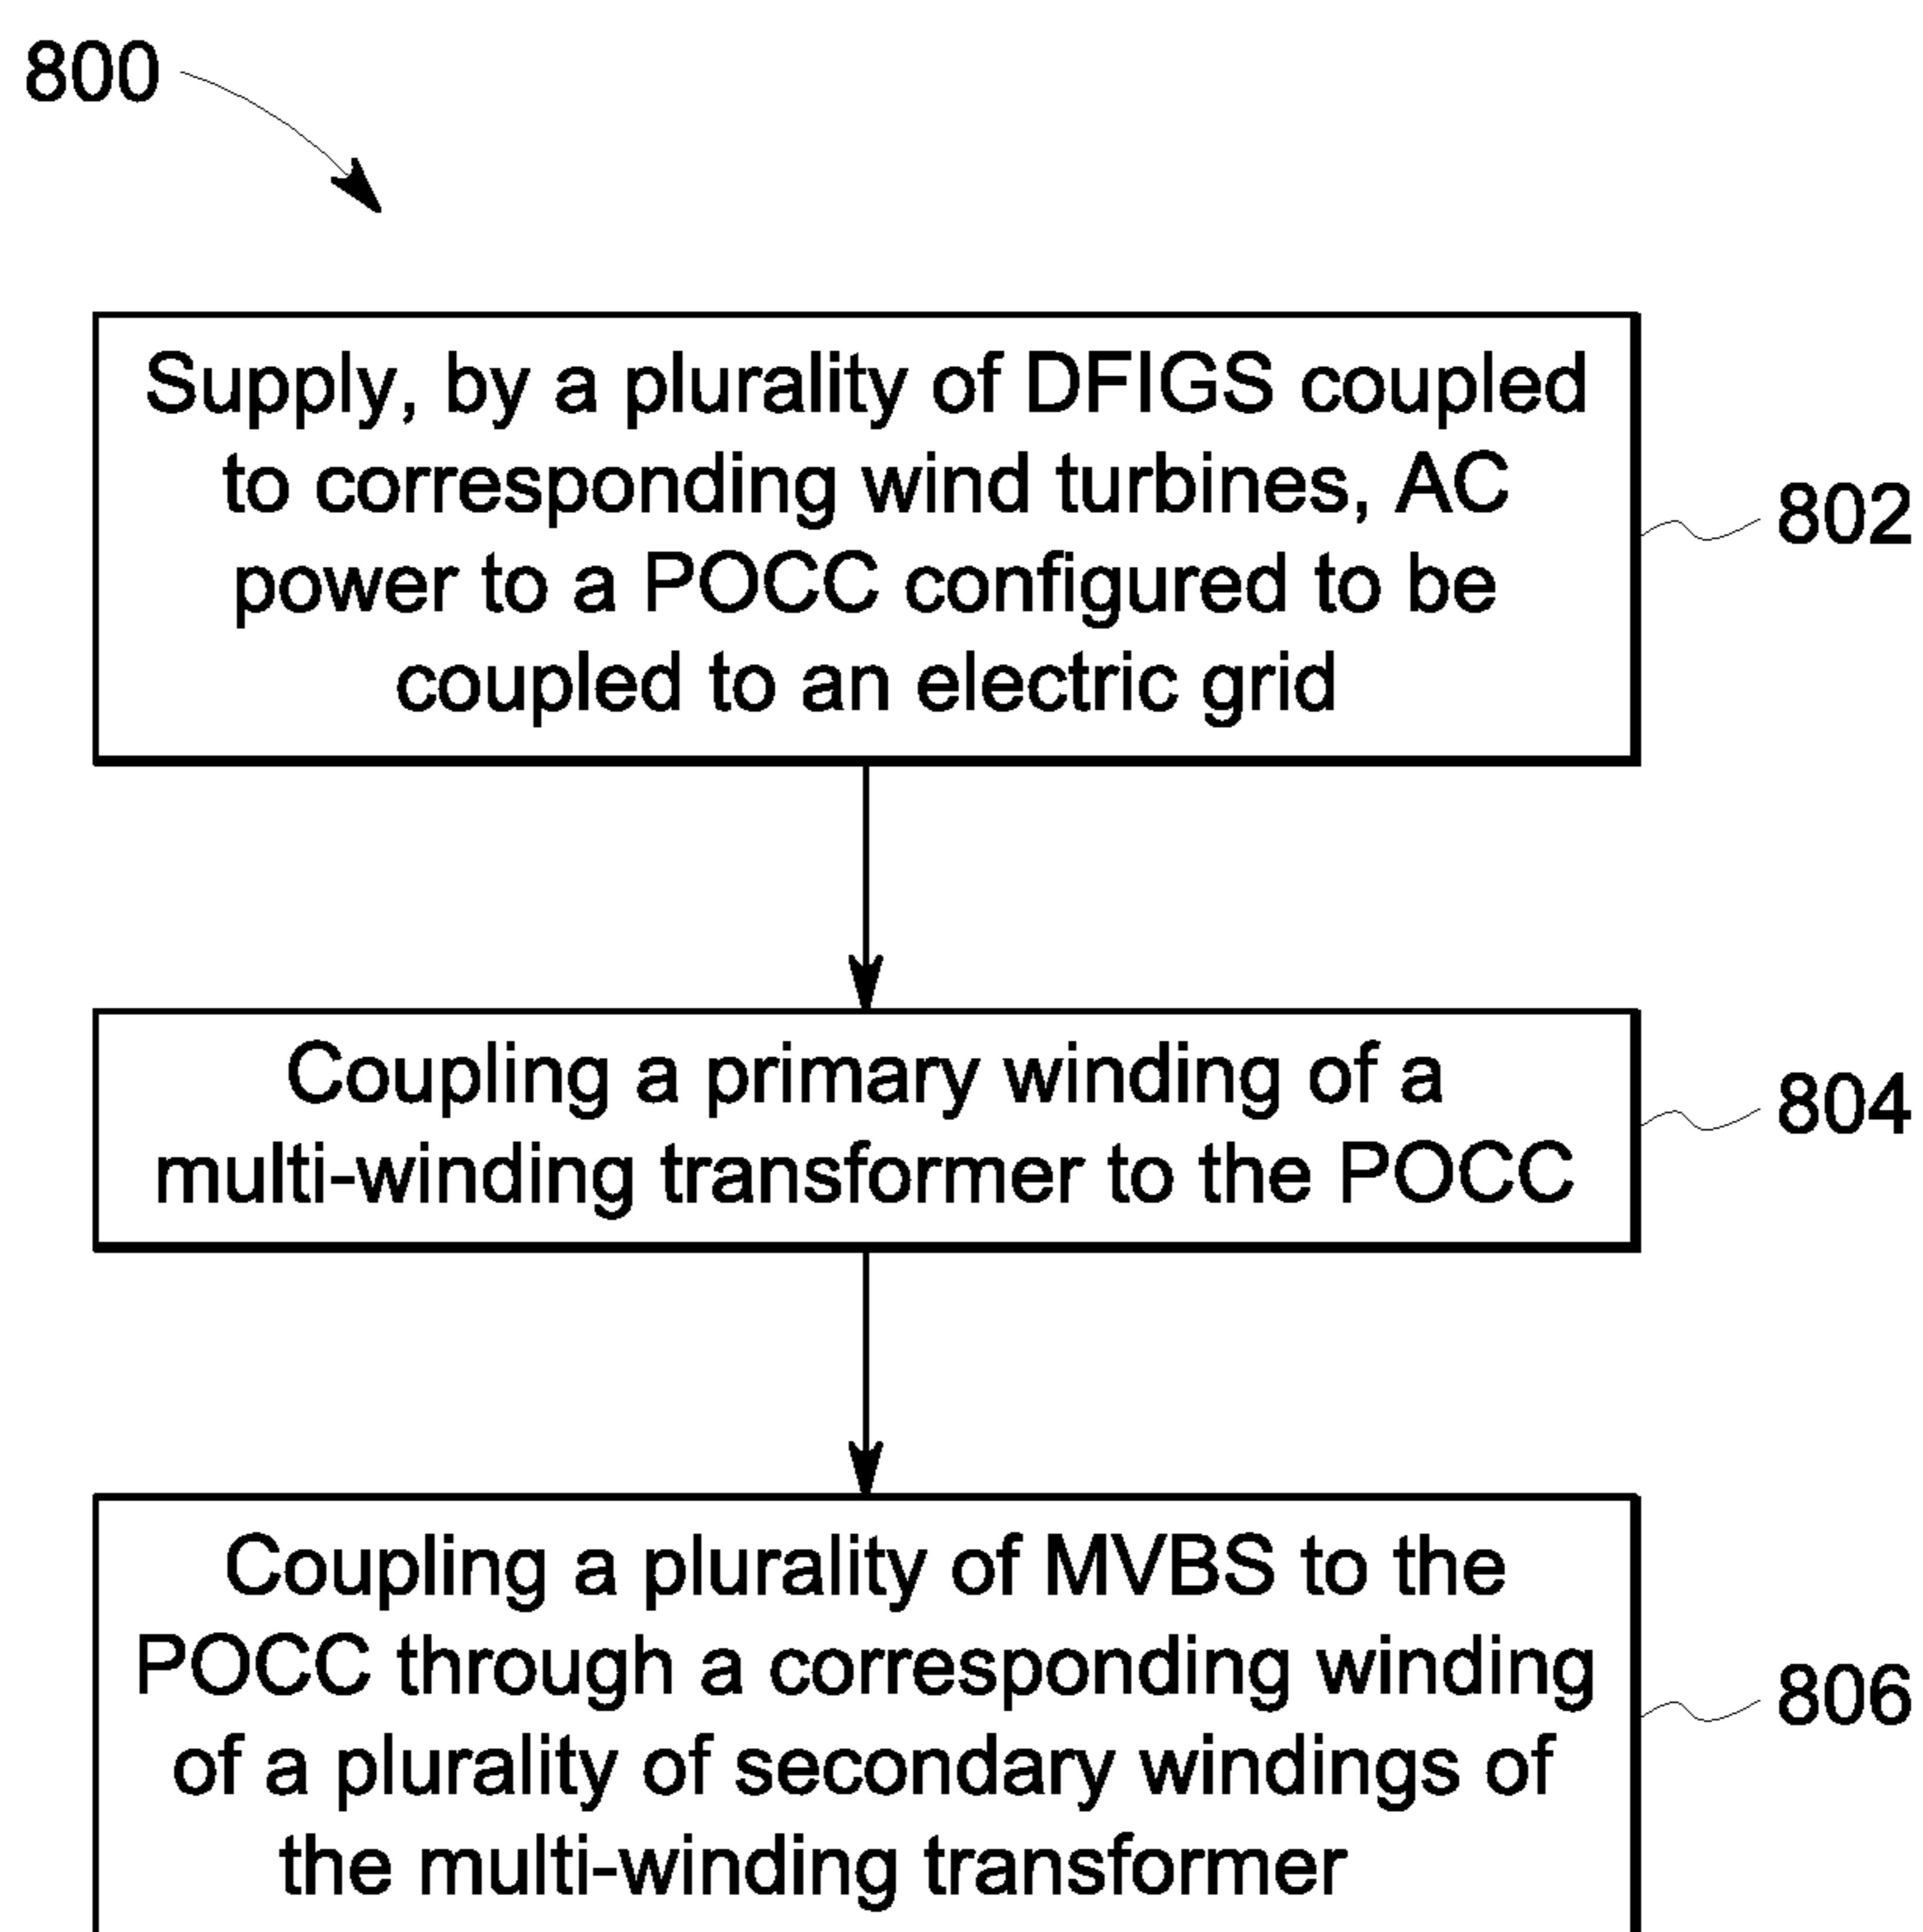 800
Supply, by a plurality of DFIGS coupled
to corresponding wind turbines, AC
power to a POCC configured to be
coupled to an electric grid
802
Coupling a primary winding of a
multi-winding transformer to the POCC
804
Coupling a plurality of MVBS to the
POCC through a corresponding winding
of a plurality of secondary windings of
the multi-winding transformer
806